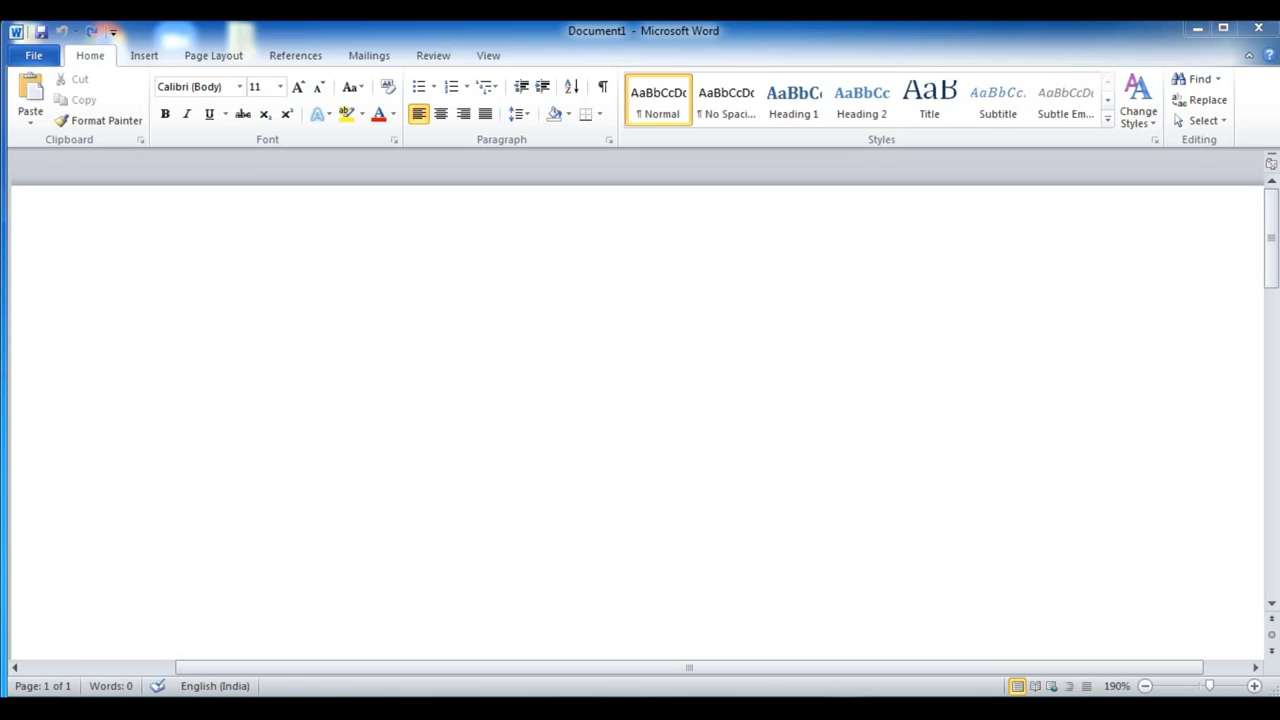 Document1 - Microsoft Word
File Home Insert Page Layout References Mailings Review View
Paste
Cut
Copy
Format Painter
Clipboard
Calibri (Body) 11
Font
Paragraph
AaBbCcDc AaBbCcDc AaBbC AaBbCc AaB AaBbCc. AaBbCcDc
¶ Normal ¶ No Spaci... Heading 1 Heading 2 Title Subtitle Subtle Em...
Change
Styles
Styles
Find
Replace
Select
Editing
Page: 1 of 1 Words: 0 English (India) 190%